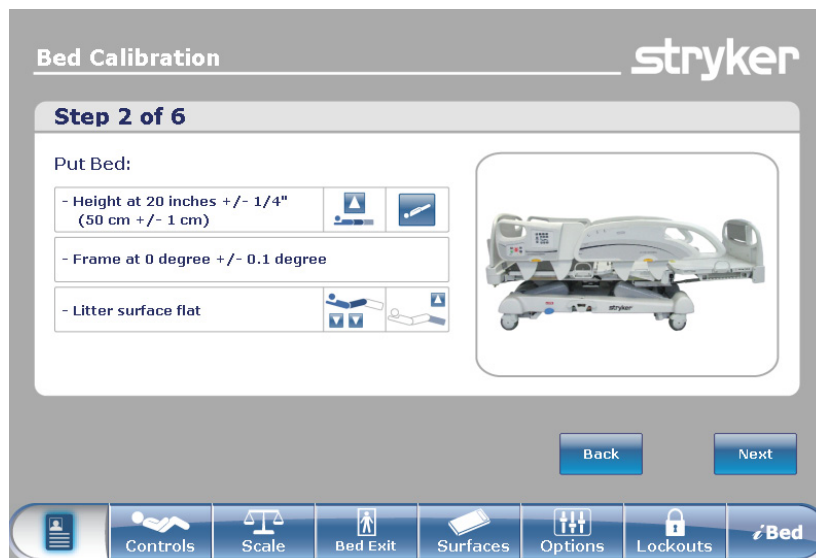 Bed Calibration
stryker
Step 2 of 6
Put Bed:
- Height at 20 inches +/- 1/4"
(50 cm +/- 1 cm)
- Frame at 0 degree +/- 0.1 degree
- Litter surface flat
stryker
Back
Next
Controls
Scale
Bed Exit
Surfaces
Options
Lockouts
iBed